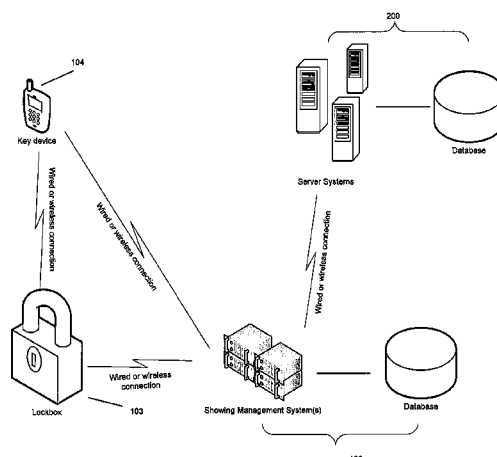 200
104
Key device
Database
Server Systems
Wired or wireless
connection
Wired or wireless
connection
Wired or wireless
connection
Wired or wireless
connection
Lockbox
103
Showing Management System(s)
Database